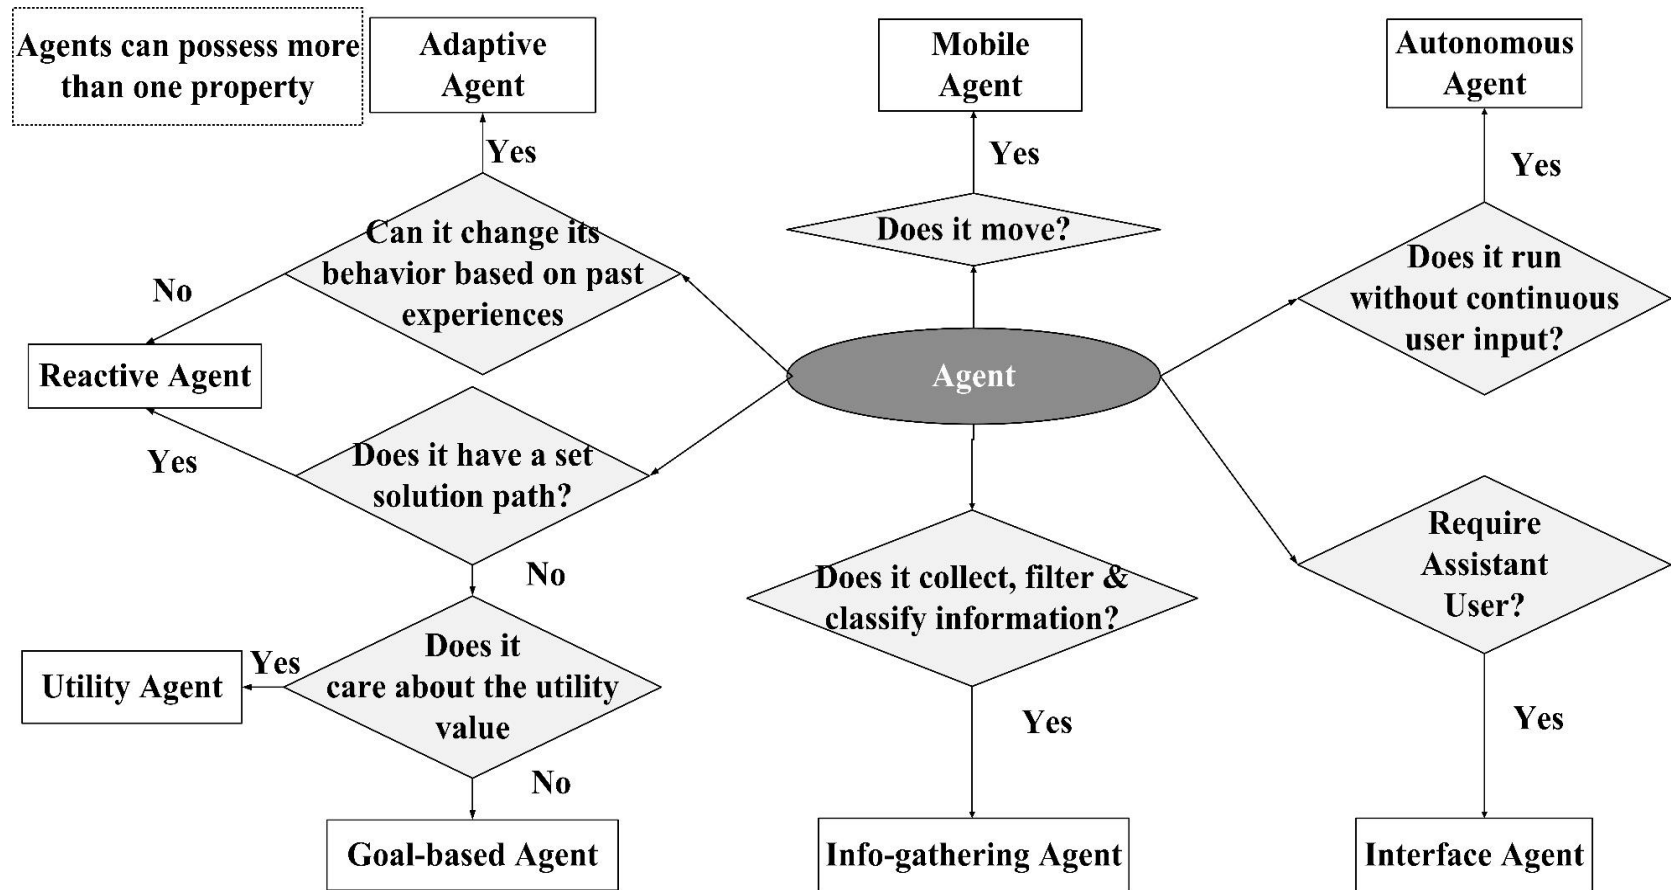 Agents can possess more
than one property
Adaptive
Agent
Mobile
Agent
Autonomous
Agent
Yes
Yes
Yes
Can it change its
behavior based on past
experiences
Does it move?
Does it run
without continuous
user input?
No
Reactive Agent
Agent
Yes
Does it have a set
solution path?
No
Does it collect, filter &
classify information?
Require
Assistant
User?
Does it
care about the utility
value
Yes
Utility Agent
Yes
Yes
No
Goal-based Agent
Info-gathering Agent
Interface Agent